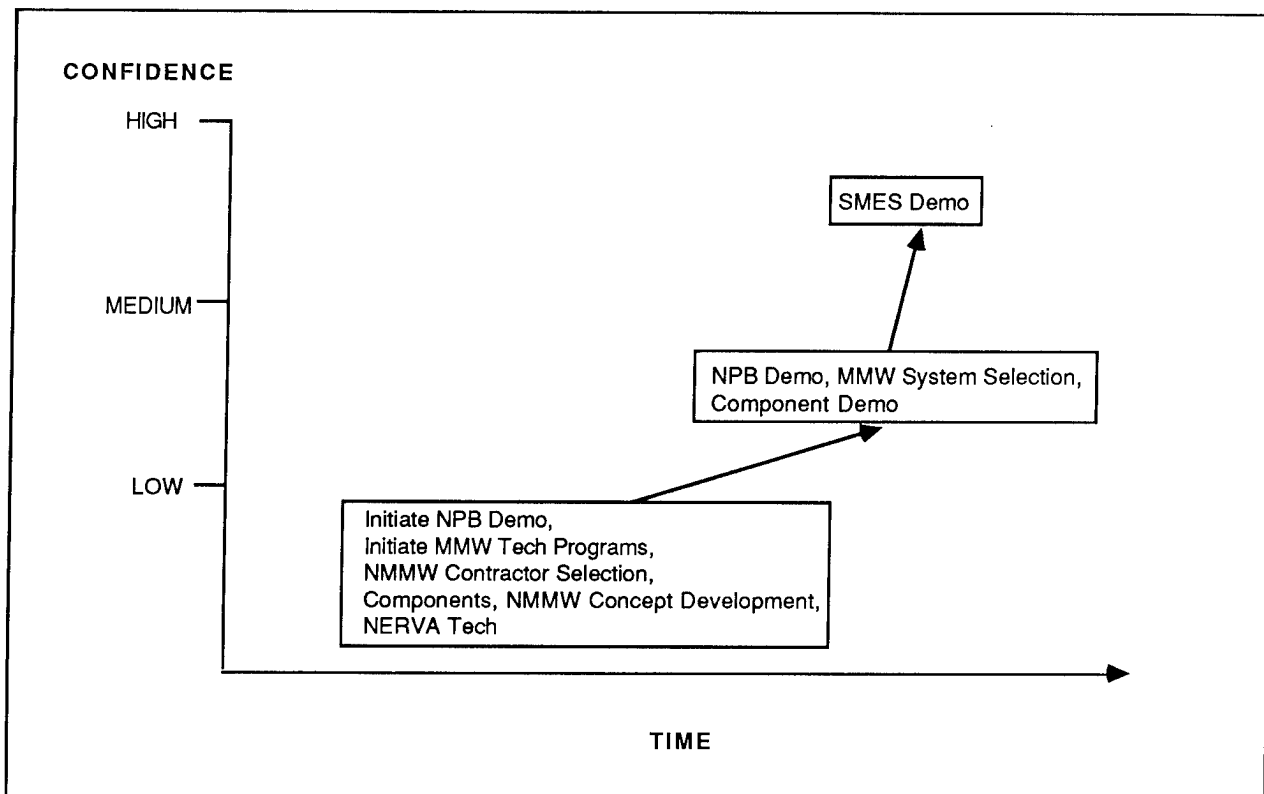 CONFIDENCE
HIGH
SMES Demo
MEDIUM
NPB Demo, MMW System Selection,
Component Demo
LOW
Initiate NPB Demo,
Initiate MMW Tech Programs,
NMMW Contractor Selection,
Components, NMMW Concept Development,
NERVA Tech
TIME